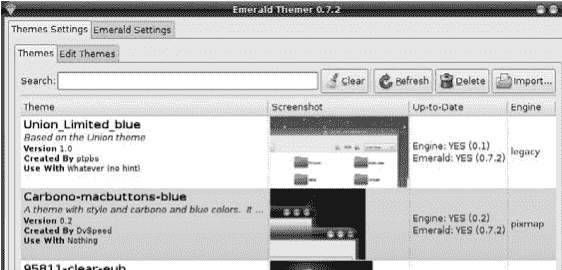 Emerald Themer 0.7.2
Themes Settings Emerald Settings
Themes Edit Themes
Search: Clear Refresh Delete Import...
Theme Screenshot Up-to-Date Engine
Union_Limited_blue
Based on the Union theme
Version 1.0
Created By ptpbs
Use With Whatever (no hint)
Engine: YES (0.1)
Emerald: YES (0.7.2)
legacy
Carbono-macbuttons-blue
A theme with style and carbono and blue colors. It ...
Version 0.2
Created By DvSpeed
Use With Nothing
Engine: YES (0.2)
Emerald: YES (0.7.2)
pixmap
95811-clear-euh